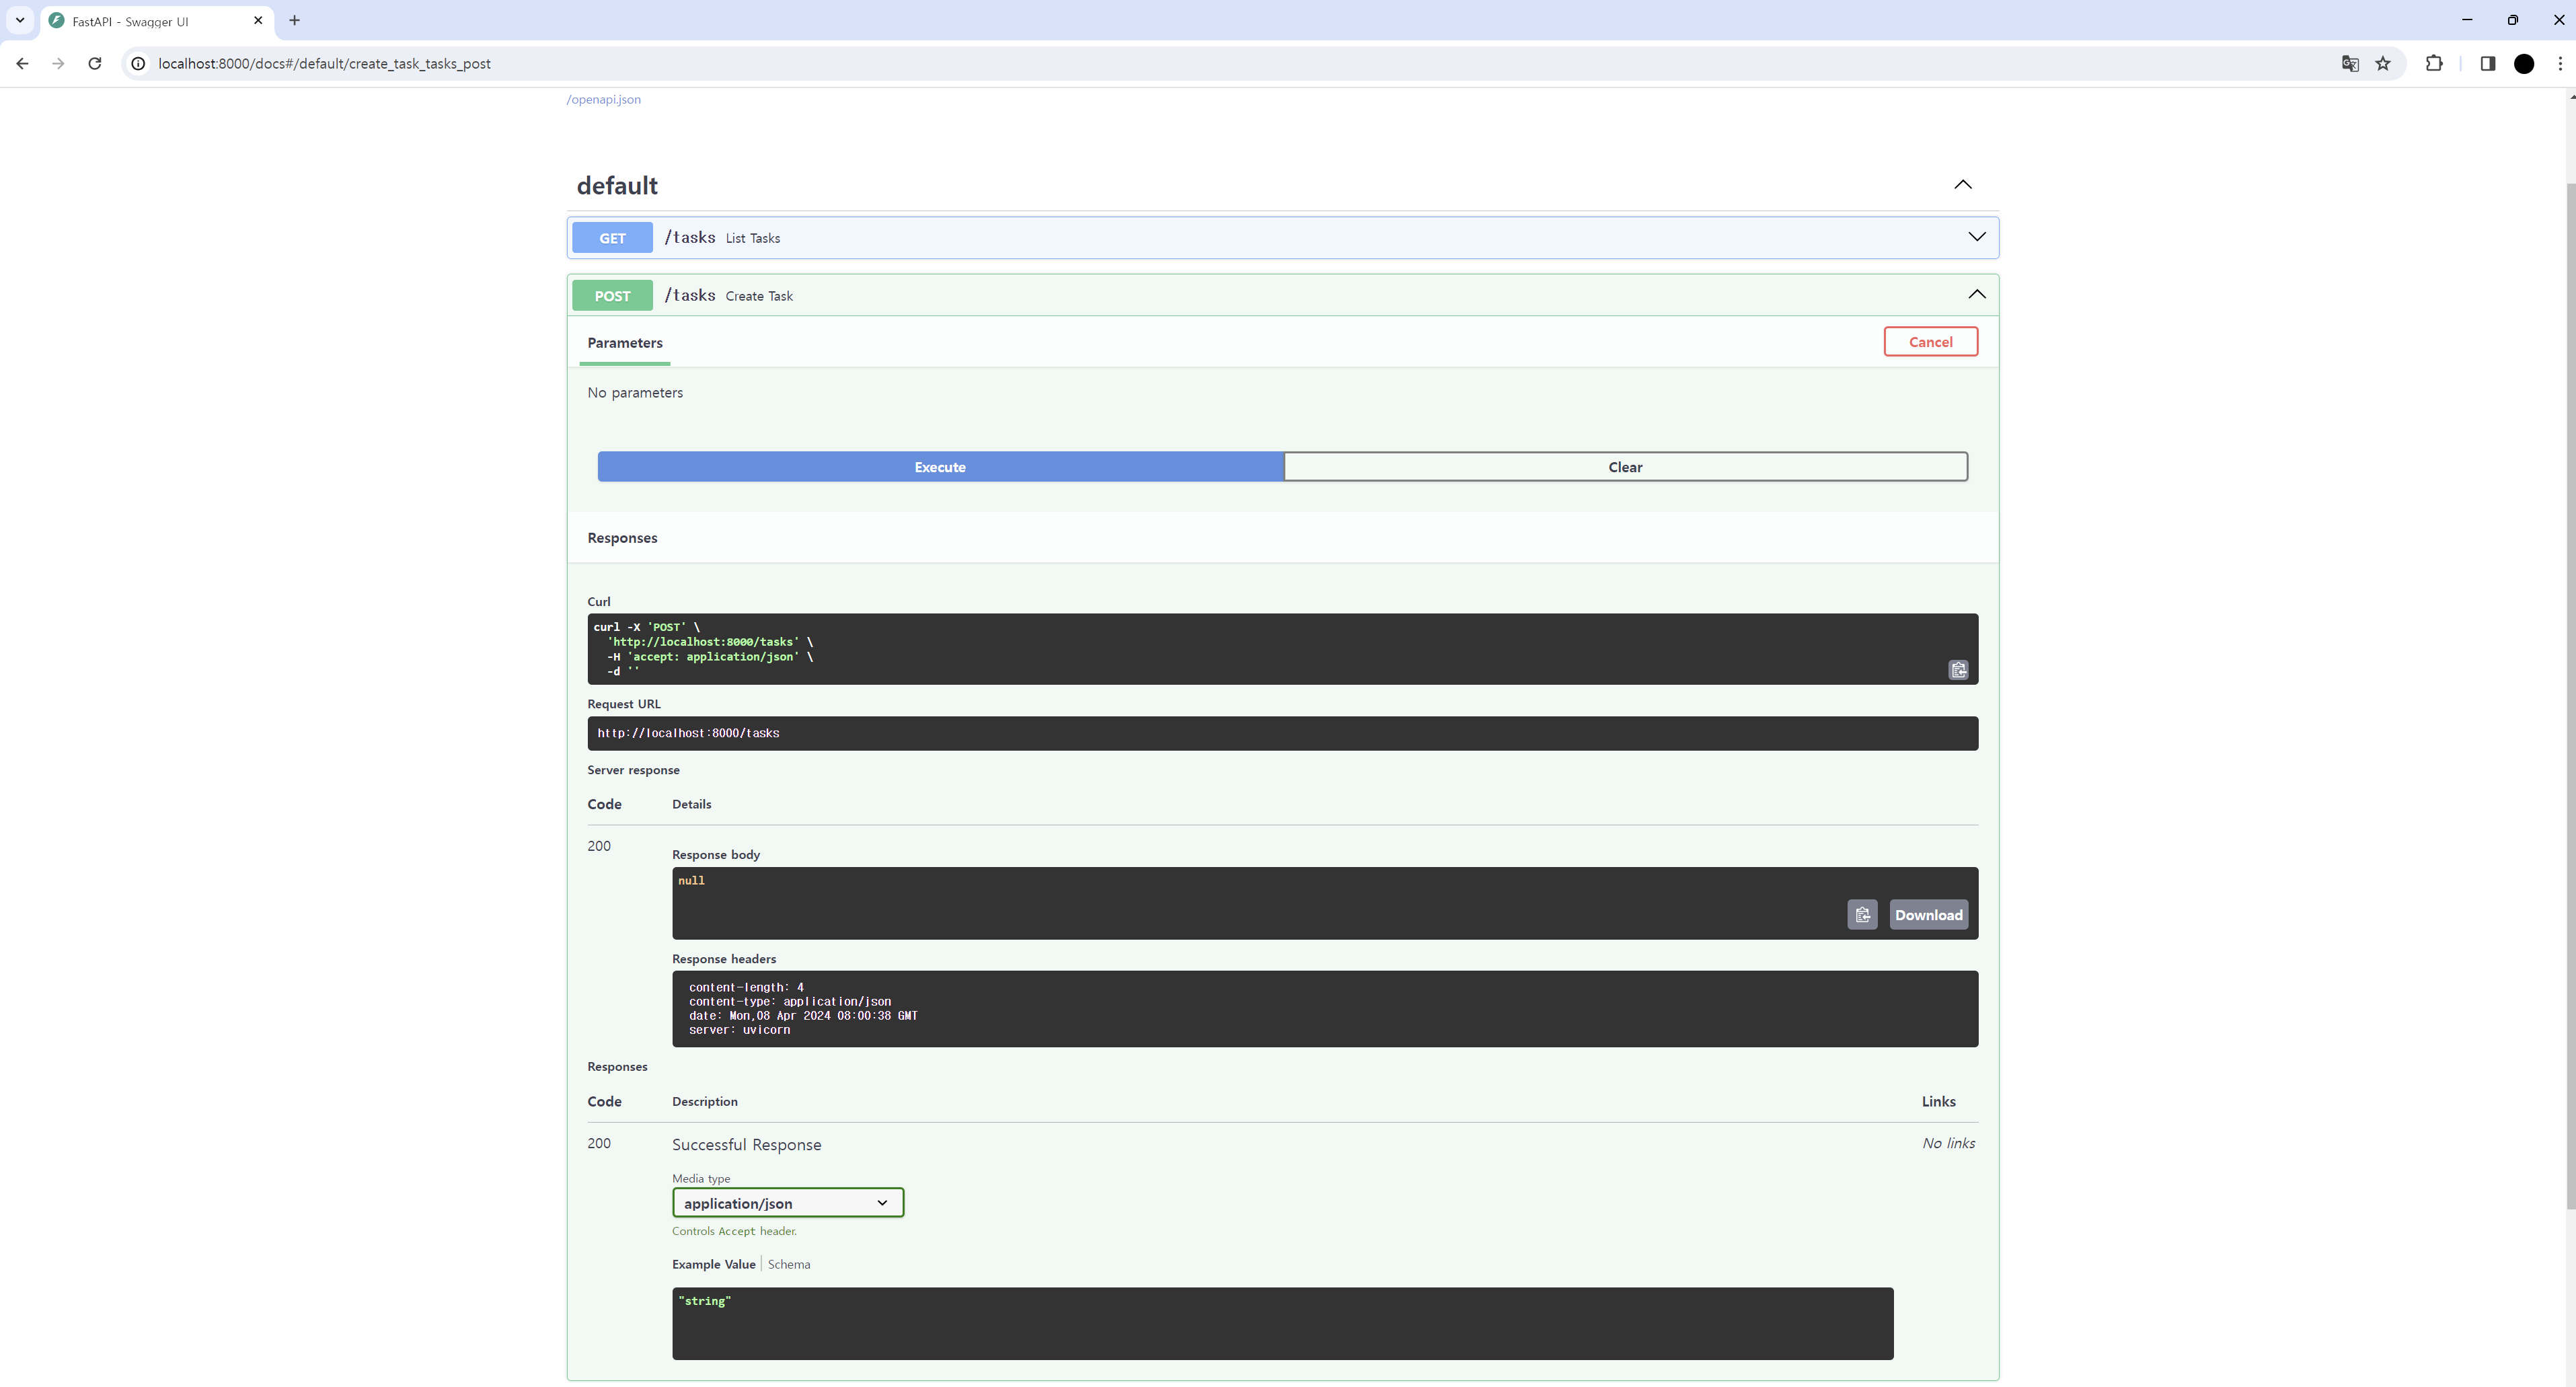 FastAPI - Swagger UI
localhost:8000/docs#/default/create_task_tasks_post
/openapi.json
default
GET /tasks List Tasks
POST /tasks Create Task
Parameters
Cancel
No parameters
Execute
Clear
Responses
Curl
curl -X 'POST' \
'http://localhost:8000/tasks' \
-H 'accept: application/json' \
-d ''
Request URL
http://localhost:8000/tasks
Server response
Code Details
200
Response body
null
Download
Response headers
content-length: 4
content-type: application/json
date: Mon,08 Apr 2024 08:00:38 GMT
server: uvicorn
Responses
Code Description Links
200 Successful Response No links
Media type
application/json
Controls Accept header.
Example Value Schema
"string"